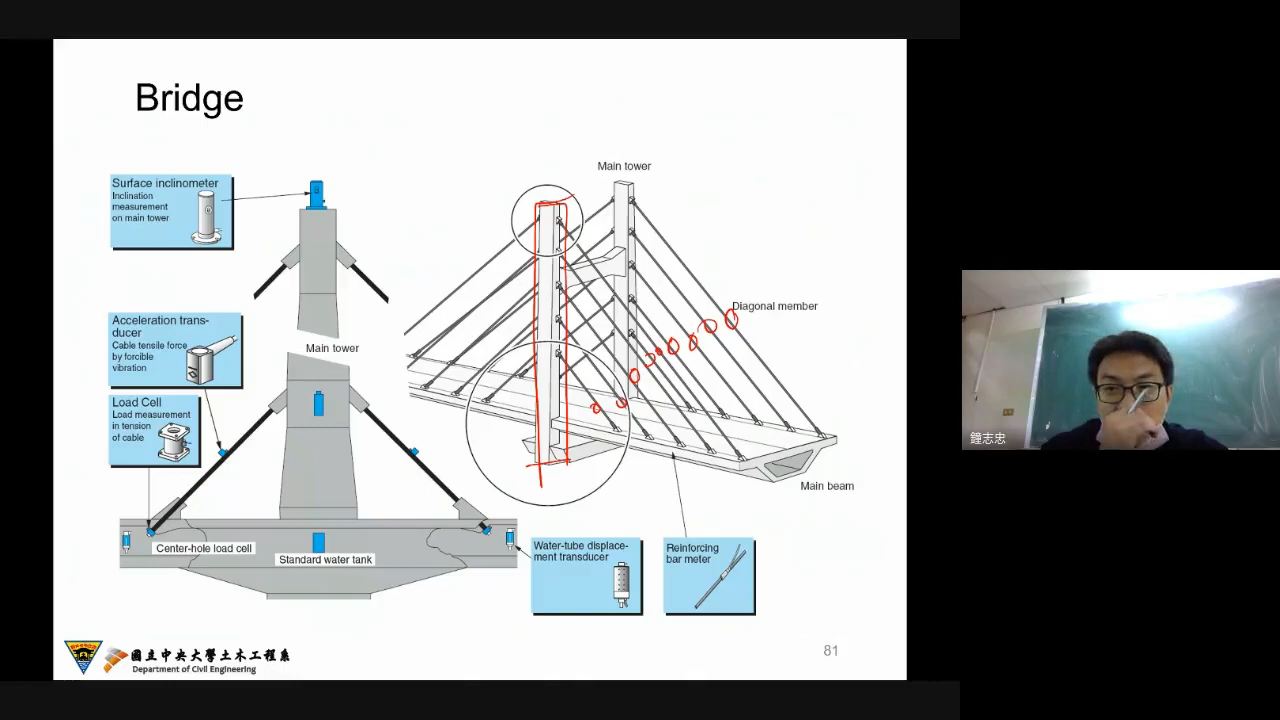 Bridge
Surface inclinometer
Inclination
measurement
on main tower
Main tower
Acceleration trans-
ducer
Cable tensile force
by forcible
vibration
Main tower
Diagonal member
Load Cell
Load measurement
in tension
of cable
Main beam
Center-hole load cell
Standard water tank
Water-tube displace-
ment transducer
Reinforcing
bar meter
國立中央大學土木工程系
Department of Civil Engineering
81
鐘志忠